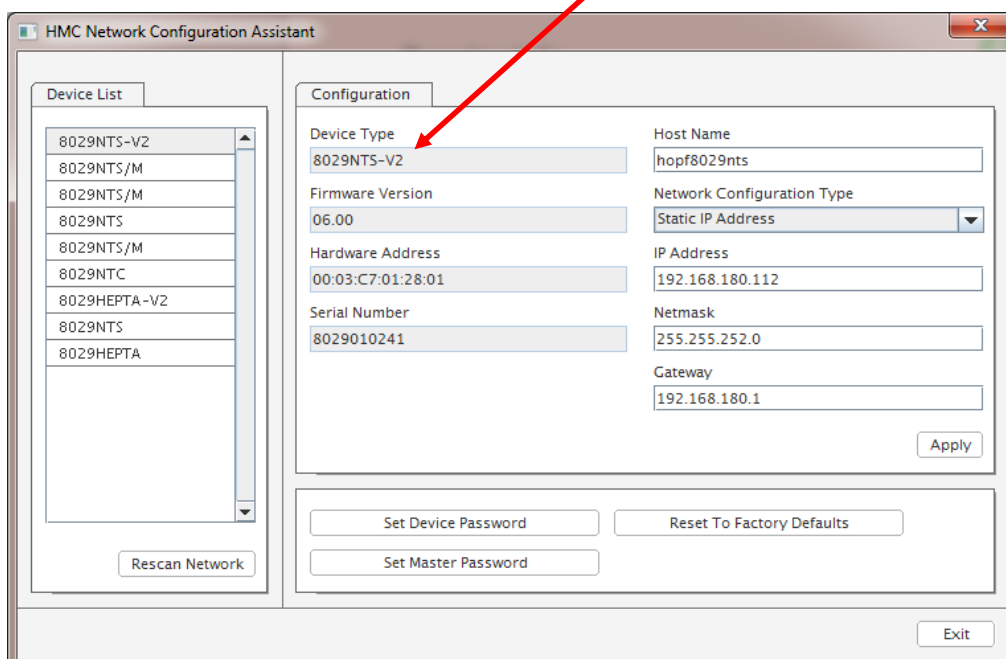 HMC Network Configuration Assistant
Device List
8029NTS-V2
8029NTS/M
8029NTS/M
8029NTS
8029NTS/M
8029NTC
8029HEPTA-V2
8029NTS
8029HEPTA
Rescan Network
Configuration
Device Type
8029NTS-V2
Firmware Version
06.00
Hardware Address
00:03:C7:01:28:01
Serial Number
8029010241
Host Name
hopf8029nts
Network Configuration Type
Static IP Address
IP Address
192.168.180.112
Netmask
255.255.252.0
Gateway
192.168.180.1
Apply
Set Device Password
Reset To Factory Defaults
Set Master Password
Exit